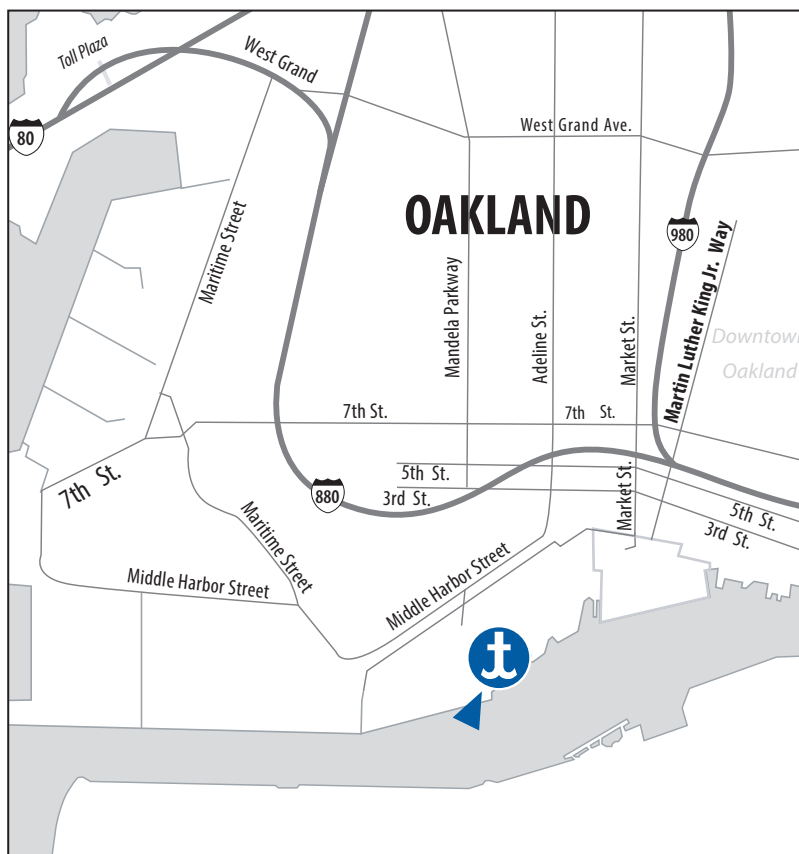 Toll Plaza
West Grand
80
West Grand Ave.
OAKLAND
980
Maritime Street
Mandela Parkway
Adeline St.
Market St.
Martin Luther King Jr. Way
Downtown
Oakland
7th St.
7th St.
5th St.
7th St.
880
3rd St.
Market St.
5th St.
3rd St.
Maritime Street
Middle Harbor Street
Middle Harbor Street